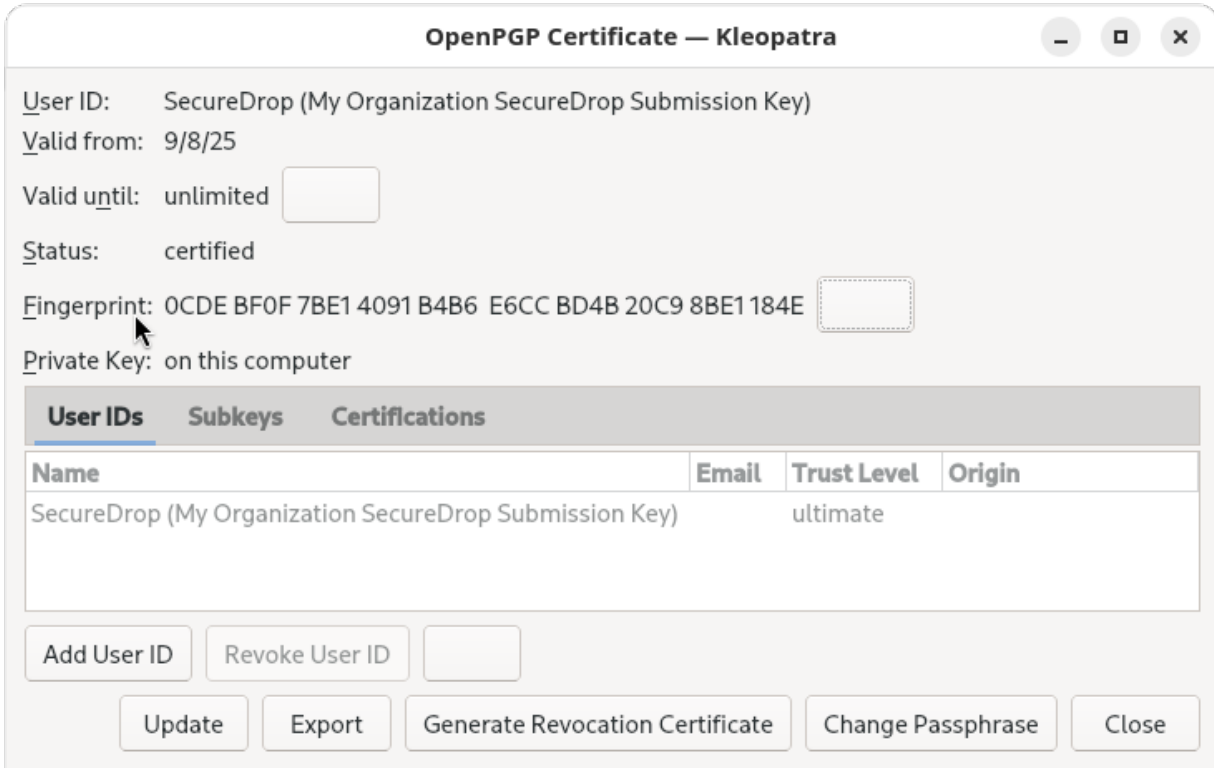 OpenPGP Certificate — Kleopatra
User ID: SecureDrop (My Organization SecureDrop Submission Key)
Valid from: 9/8/25
Valid until: unlimited
Status: certified
Fingerprint: 0CDE BF0F 7BE1 4091 B4B6  E6CC BD4B 20C9 8BE1 184E
Private Key: on this computer
User IDs Subkeys Certifications
Name Email Trust Level Origin
SecureDrop (My Organization SecureDrop Submission Key) ultimate
Add User ID Revoke User ID
Update Export Generate Revocation Certificate Change Passphrase Close